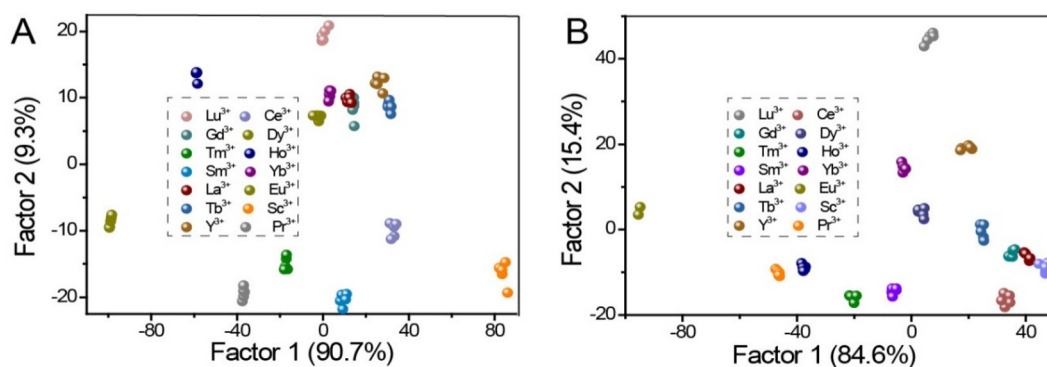 A
20
10
0
-10
-20
Factor 2 (9.3%)
Lu³⁺ Ce³⁺
Gd³⁺ Dy³⁺
Tm³⁺ Ho³⁺
Sm³⁺ Yb³⁺
La³⁺ Eu³⁺
Tb³⁺ Sc³⁺
Y³⁺ Pr³⁺
-80 -40 0 40 80
Factor 1 (90.7%)
B
40
20
0
-20
Factor 2 (15.4%)
Lu³⁺ Ce³⁺
Gd³⁺ Dy³⁺
Tm³⁺ Ho³⁺
Sm³⁺ Yb³⁺
La³⁺ Eu³⁺
Tb³⁺ Sc³⁺
Y³⁺ Pr³⁺
-80 -40 0 40
Factor 1 (84.6%)